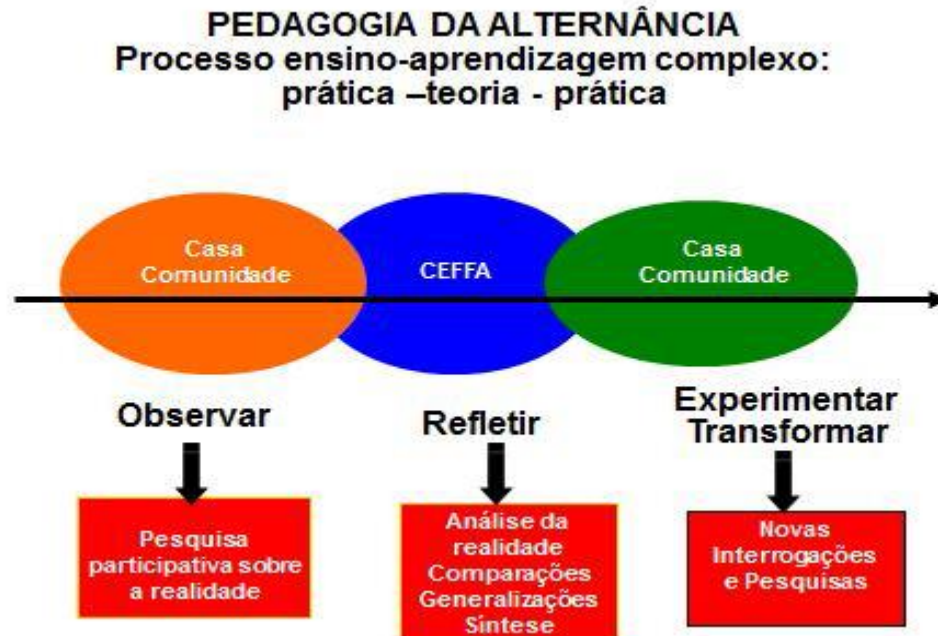 PEDAGOGIA DA ALTERNÂNCIA
Processo ensino-aprendizagem complexo:
prática –teoria - prática
Casa
Comunidade
CEFFA
Casa
Comunidade
Observar
Refletir
Experimentar
Transformar
Pesquisa
participativa sobre
a realidade
Análise da
realidade
Comparações
Generalizações
Síntese
Novas
Interrogações
e Pesquisas